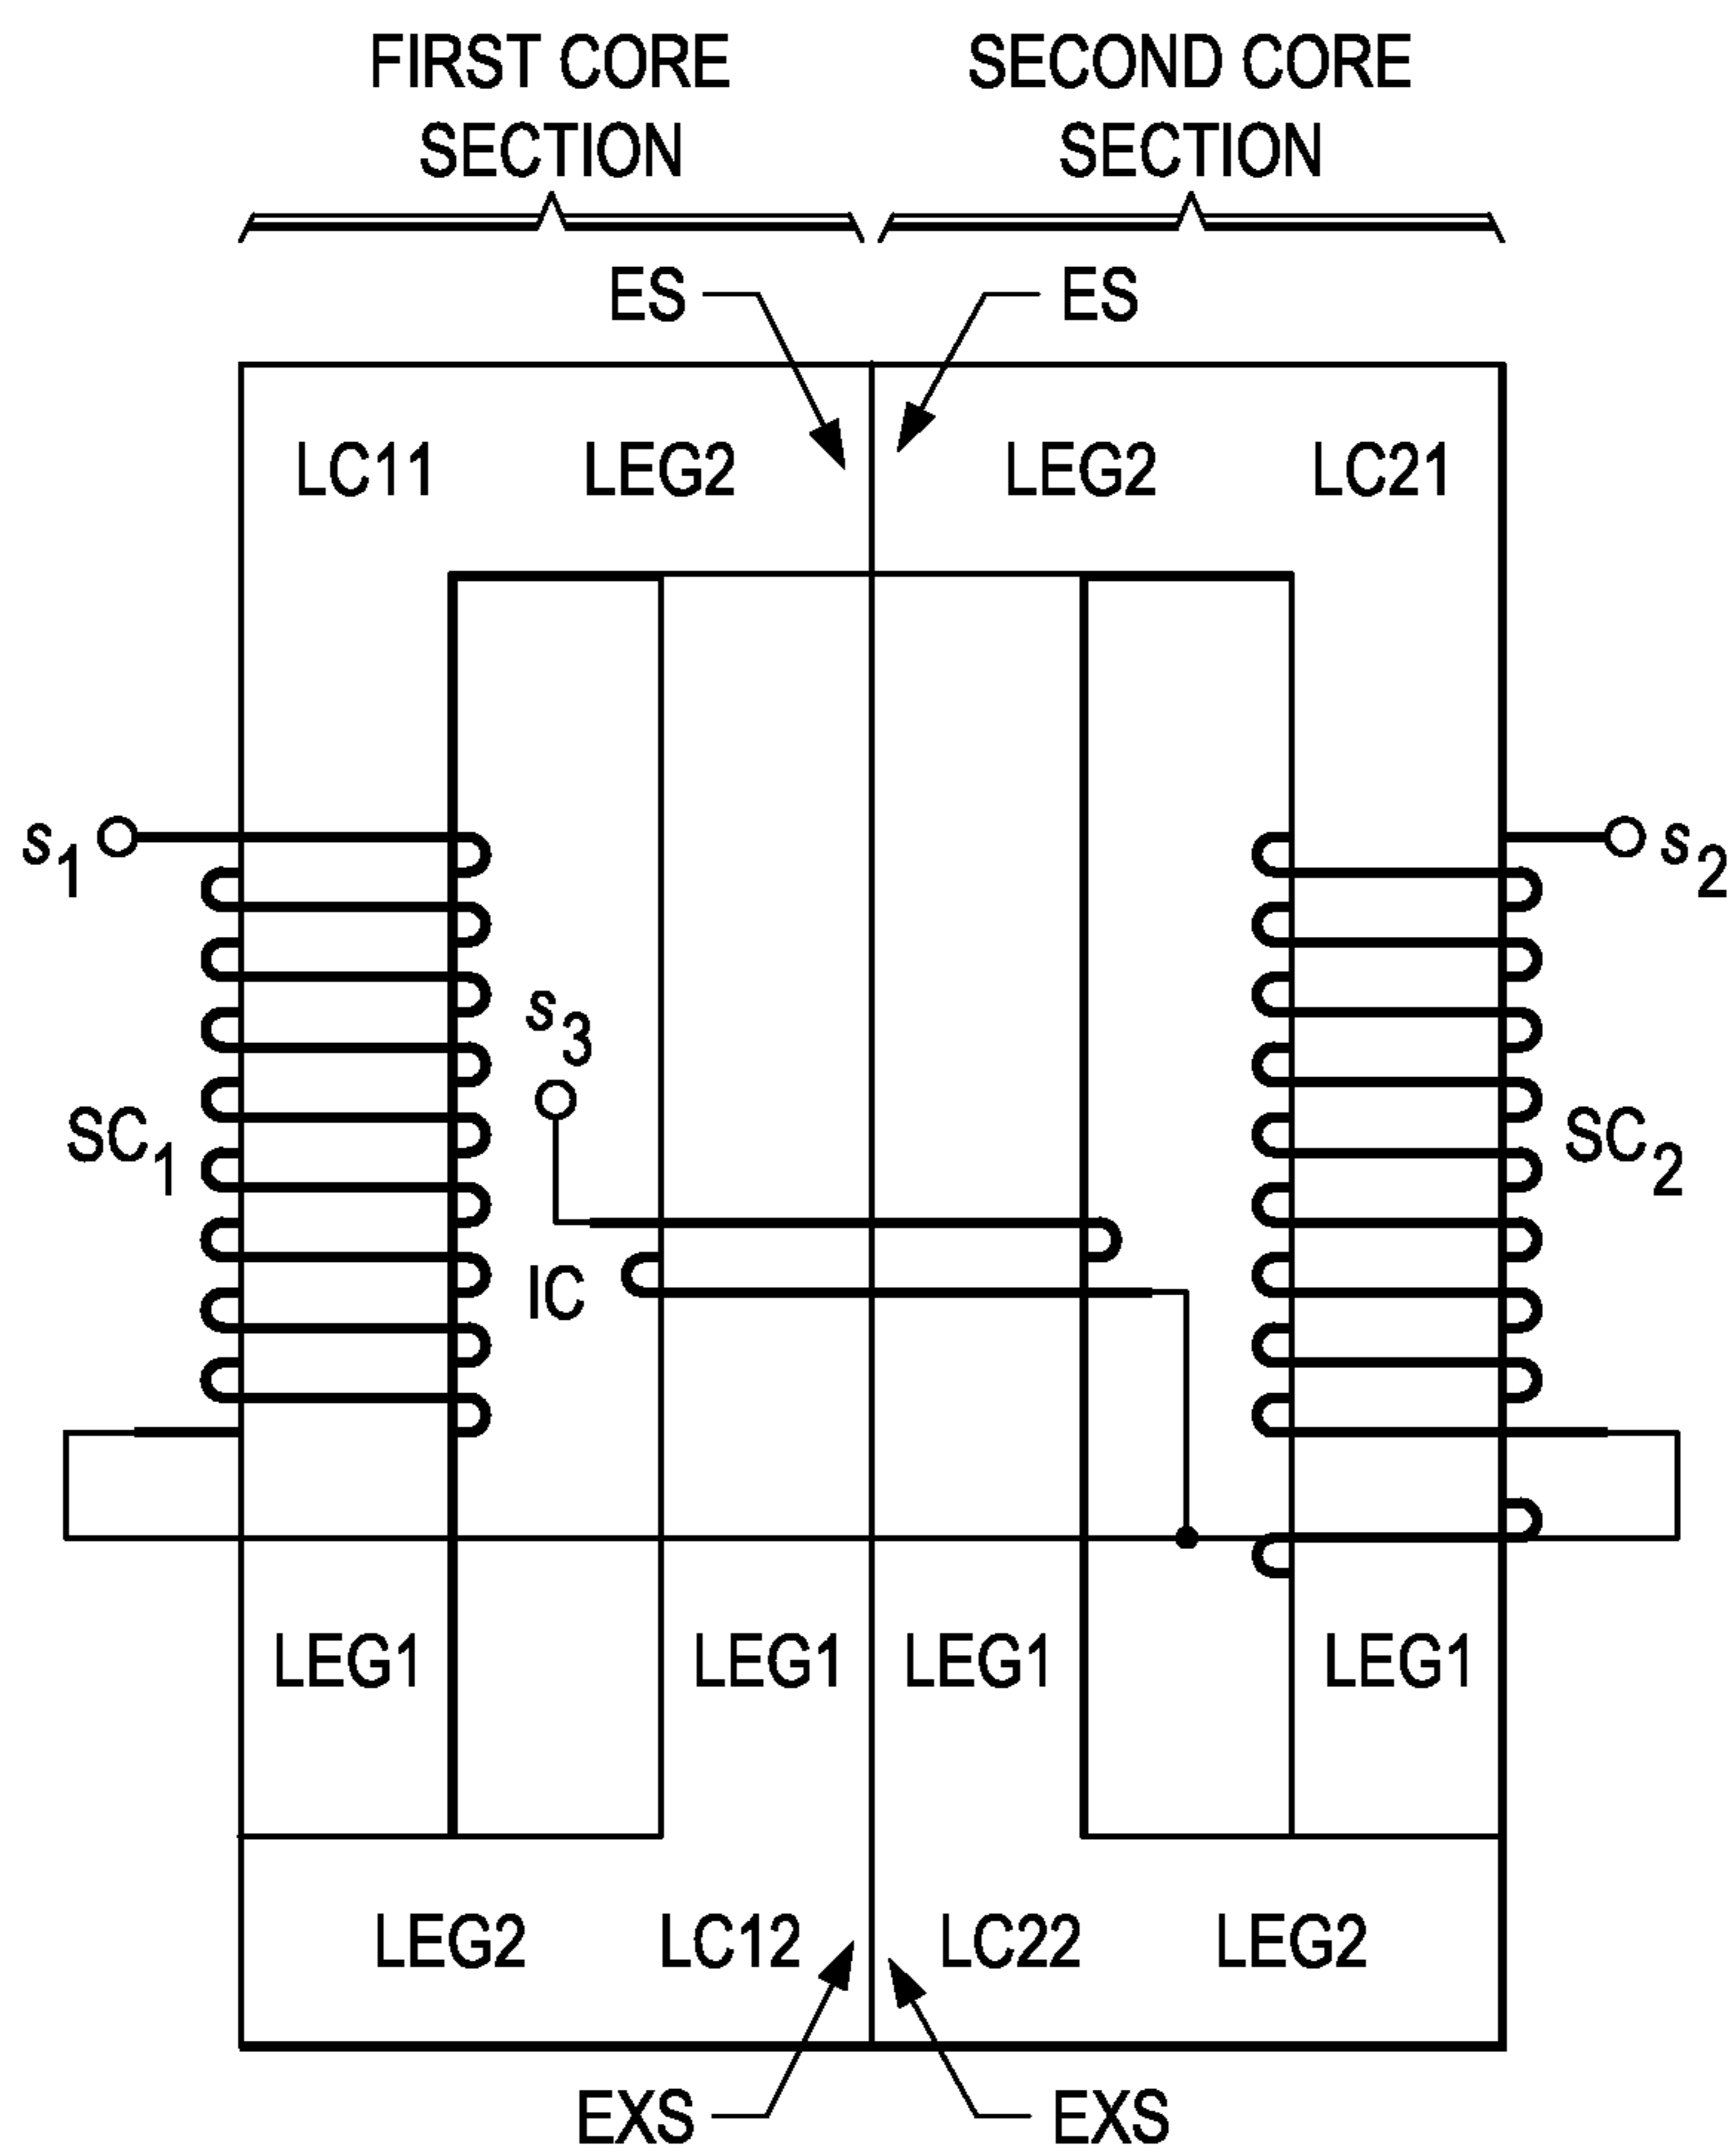 FIRST CORE SECTION
SECOND CORE SECTION
ES ES
LC11 LEG2 LEG2 LC21
s1 s2
s3
SC1 SC2
IC
LEG1 LEG1 LEG1 LEG1
LEG2 LC12 LC22 LEG2
EXS EXS